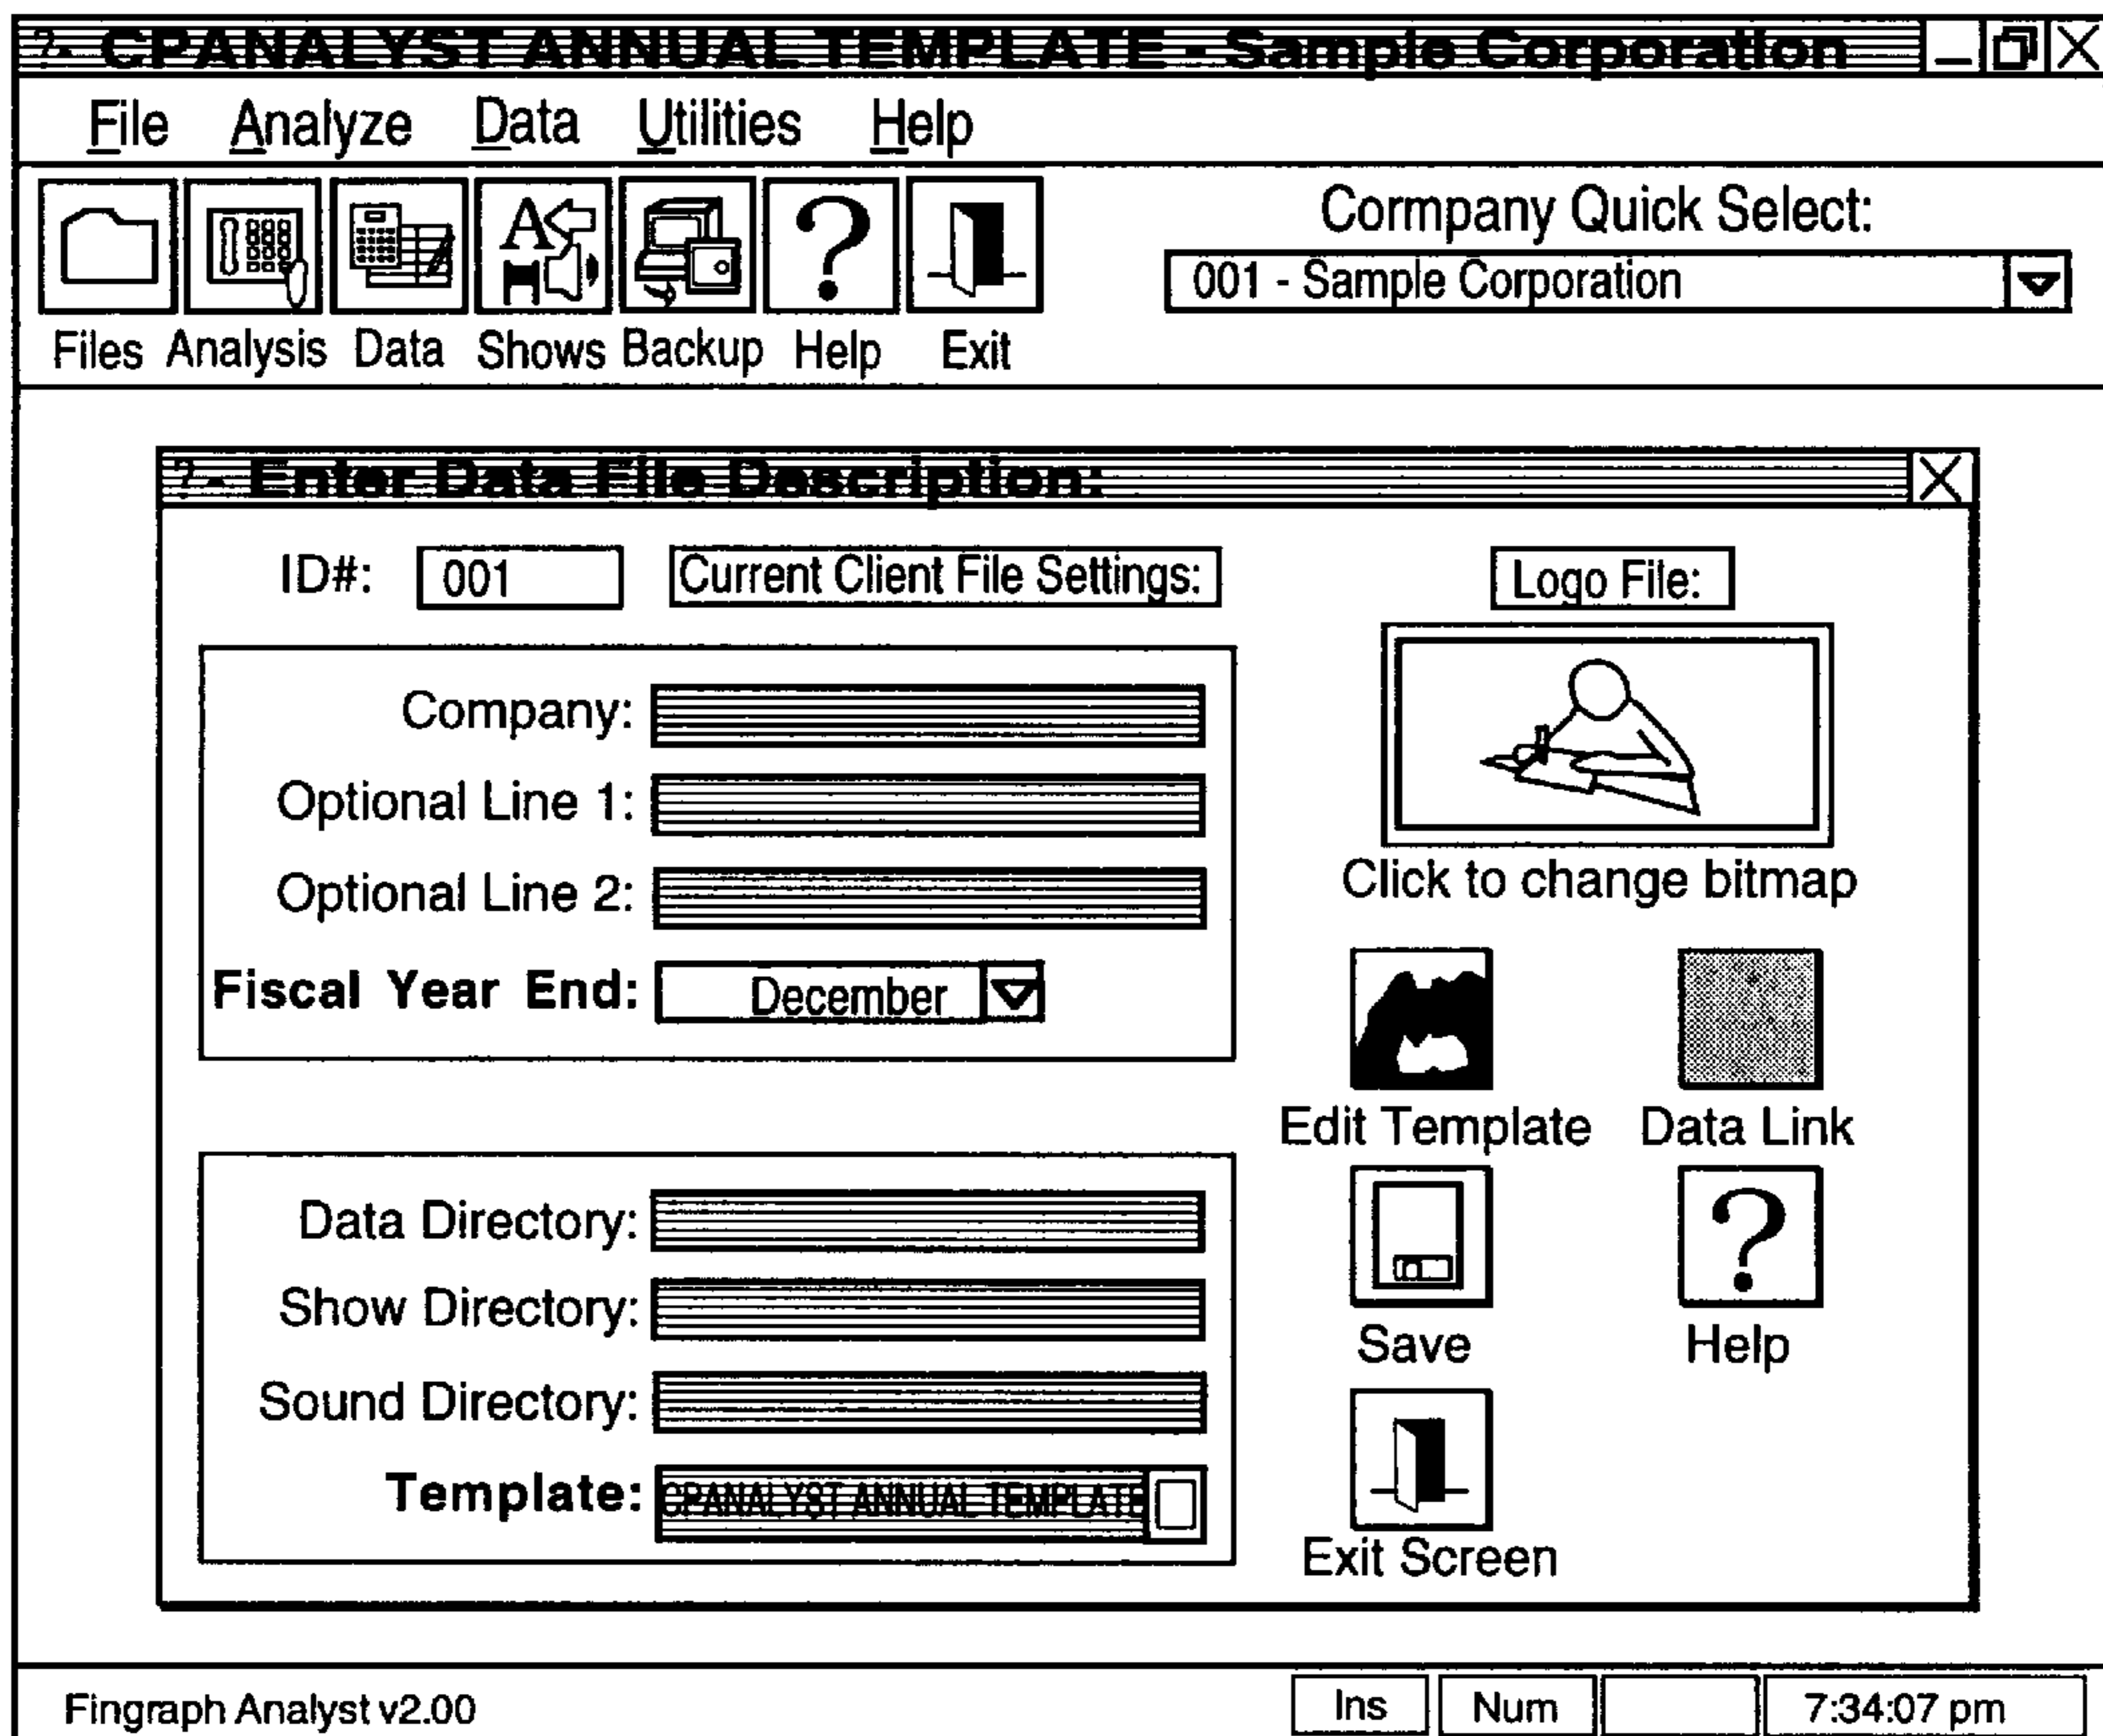 CPANALYST ANNUAL TEMPLATE - Sample Corporation
File Analyze Data Utilities Help
Cormpany Quick Select:
001 - Sample Corporation
Files Analysis Data Shows Backup Help Exit
Enter Data File Description:
ID#: 001 Current Client File Settings:
Logo File:
Company:
Optional Line 1:
Optional Line 2:
Fiscal Year End: December
Click to change bitmap
Edit Template Data Link
Data Directory:
Show Directory:
Sound Directory:
Template: CPANALYST ANNUAL TEMPLATE
Save Help
Exit Screen
Fingraph Analyst v2.00 Ins Num 7:34:07 pm